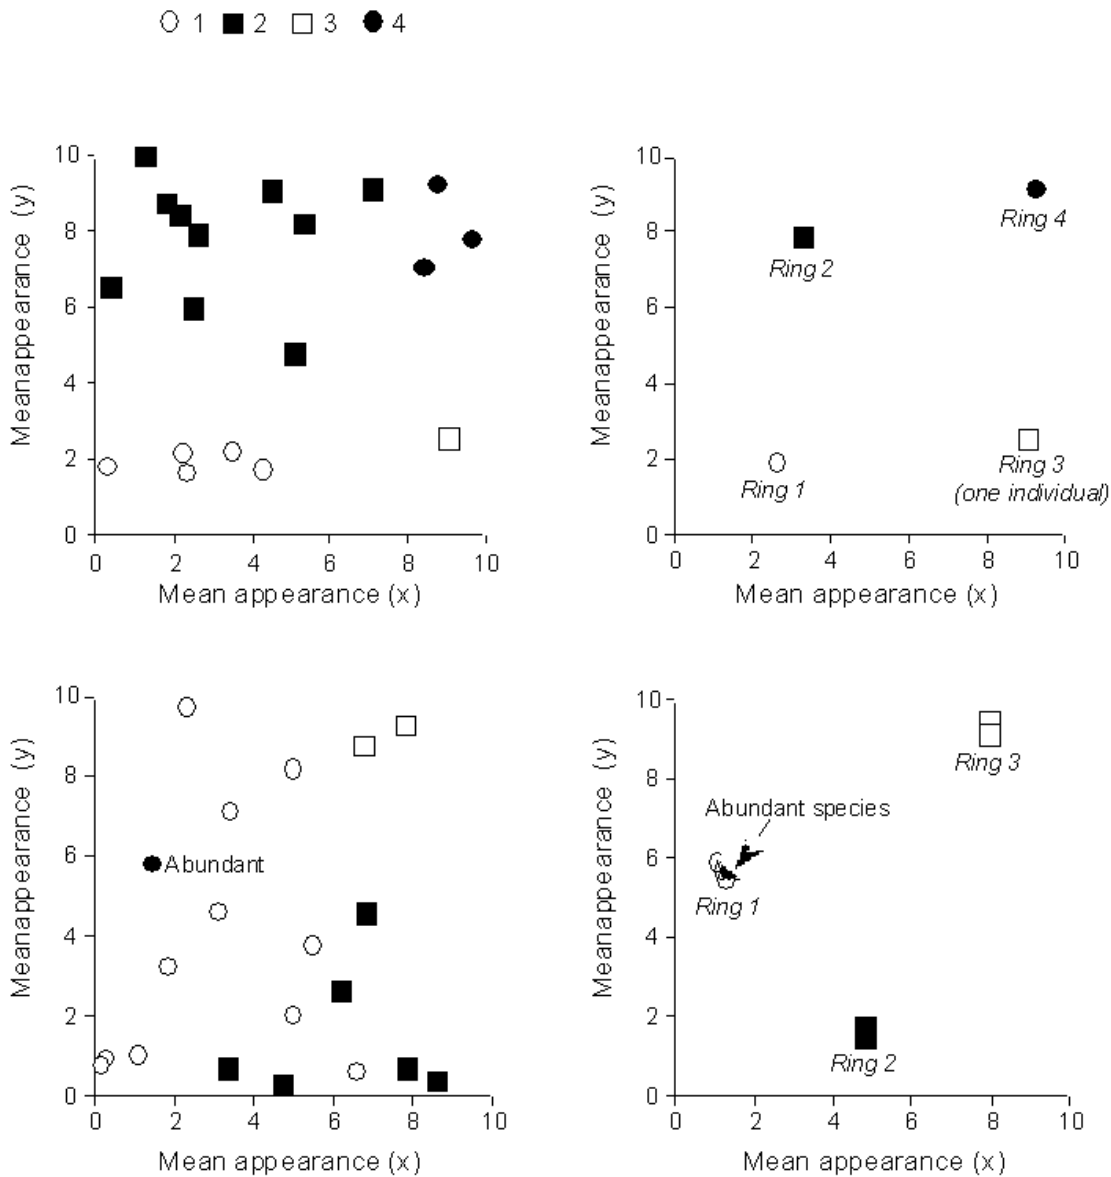 1 2 3 4
10
8
6
4
2
0
Meanappearance (y)
0 2 4 6 8 10
Mean appearance (x)
10
8
6
4
2
0
Meanappearance (y)
Ring 4
Ring 2
Ring 3
(one individual)
Ring 1
0 2 4 6 8 10
Mean appearance (x)
10
8
6
4
2
0
Meanappearance (y)
Abundant
0 2 4 6 8 10
Mean appearance (x)
10
8
6
4
2
0
Meanappearance (y)
Ring 3
Abundant species
Ring 1
Ring 2
0 2 4 6 8 10
Mean appearance (x)